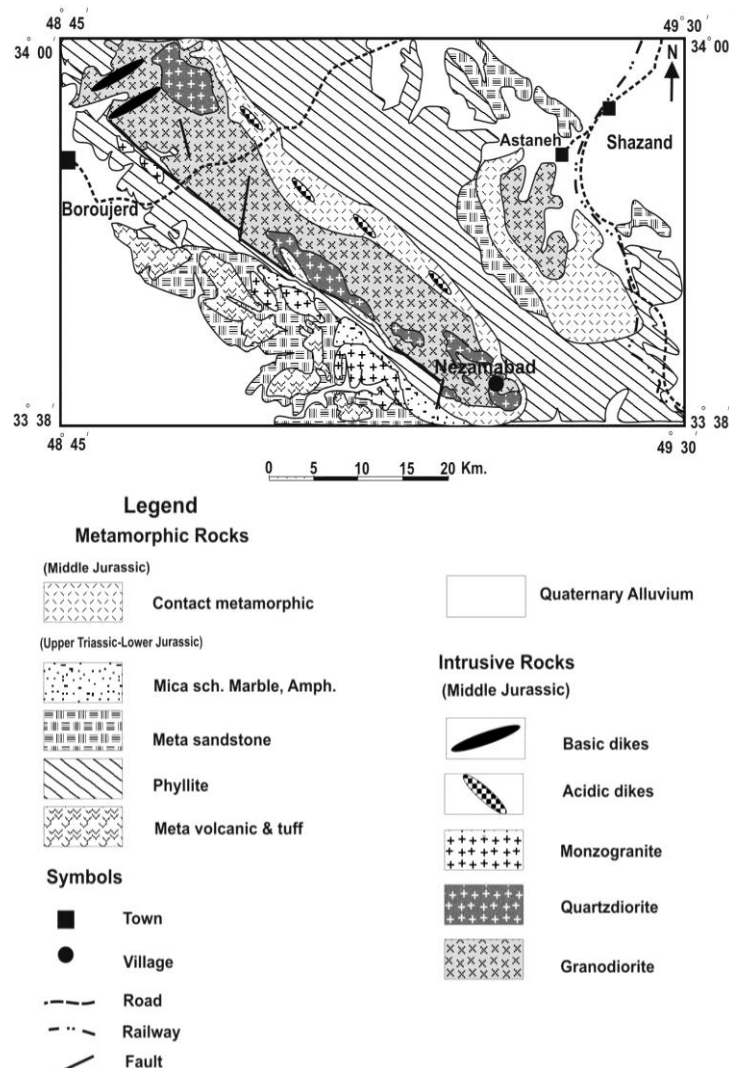 48° 45′
49° 30′
34° 00′
34° 00′
N
Astaneh
Shazand
Boroujerd
Nezamabad
33° 38′
33° 38′
48° 45′
49° 30′
0 5 10 15 20 Km.
Legend
Metamorphic Rocks
(Middle Jurassic)
Contact metamorphic
Quaternary Alluvium
(Upper Triassic-Lower Jurassic)
Mica sch. Marble, Amph.
Meta sandstone
Phyllite
Meta volcanic & tuff
Intrusive Rocks
(Middle Jurassic)
Basic dikes
Acidic dikes
Monzogranite
Quartzdiorite
Granodiorite
Symbols
Town
Village
Road
Railway
Fault